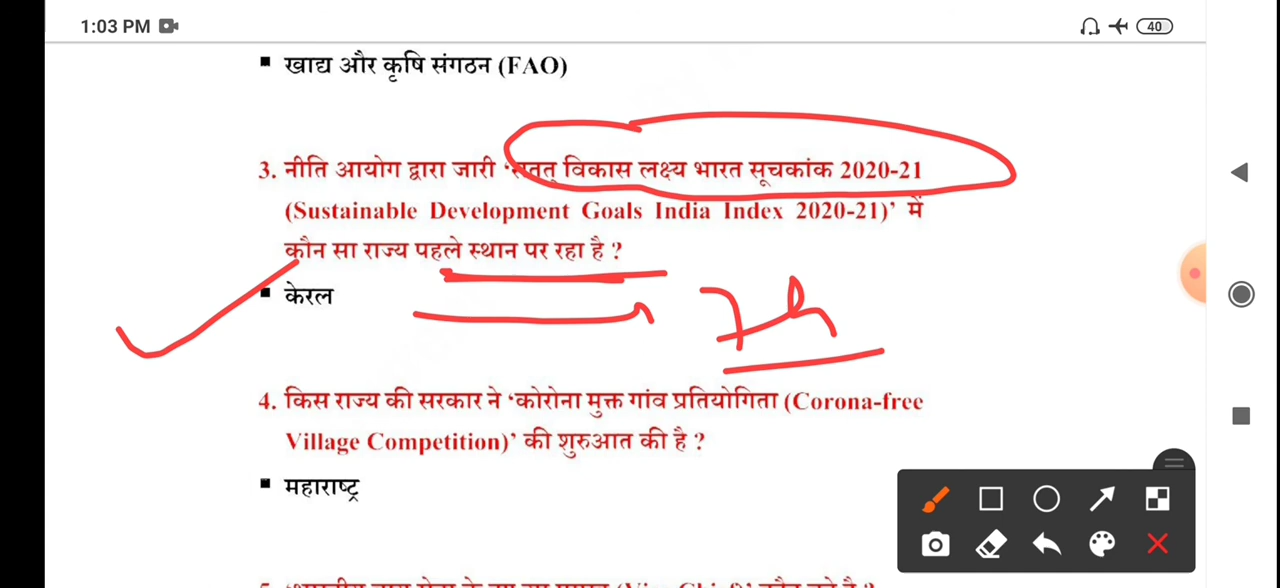 1:03 PM
40
▪ खाद्य और कृषि संगठन (FAO)
3. नीति आयोग द्वारा जारी ‘सतत् विकास लक्ष्य भारत सूचकांक 2020-21
(Sustainable Development Goals India Index 2020-21)’ में
कौन सा राज्य पहले स्थान पर रहा है ?
▪ केरल
4. किस राज्य की सरकार ने ‘कोरोना मुक्त गांव प्रतियोगिता (Corona-free
Village Competition)’ की शुरुआत की है ?
▪ महाराष्ट्र